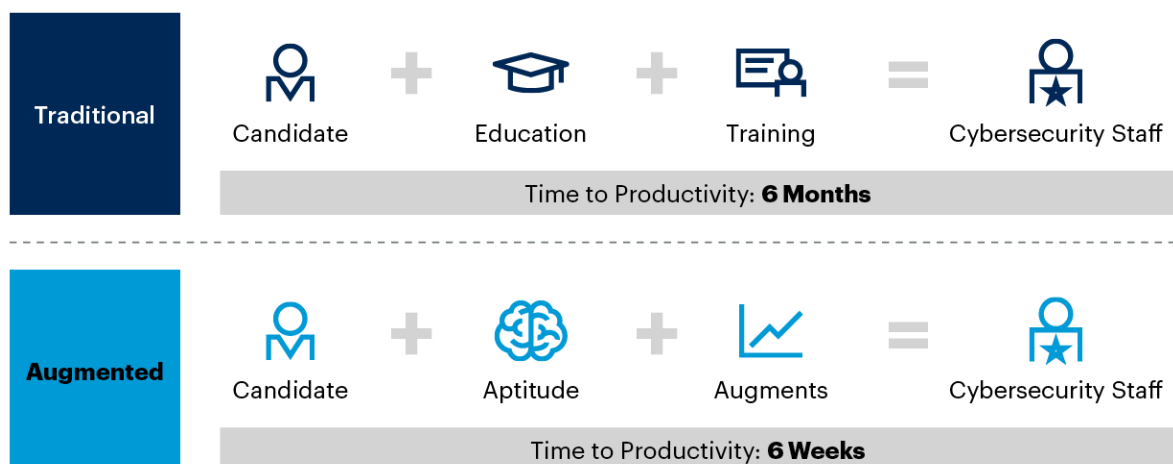 Traditional
Candidate
Education
Training
Cybersecurity Staff
Time to Productivity: 6 Months
Augmented
Candidate
Aptitude
Augments
Cybersecurity Staff
Time to Productivity: 6 Weeks